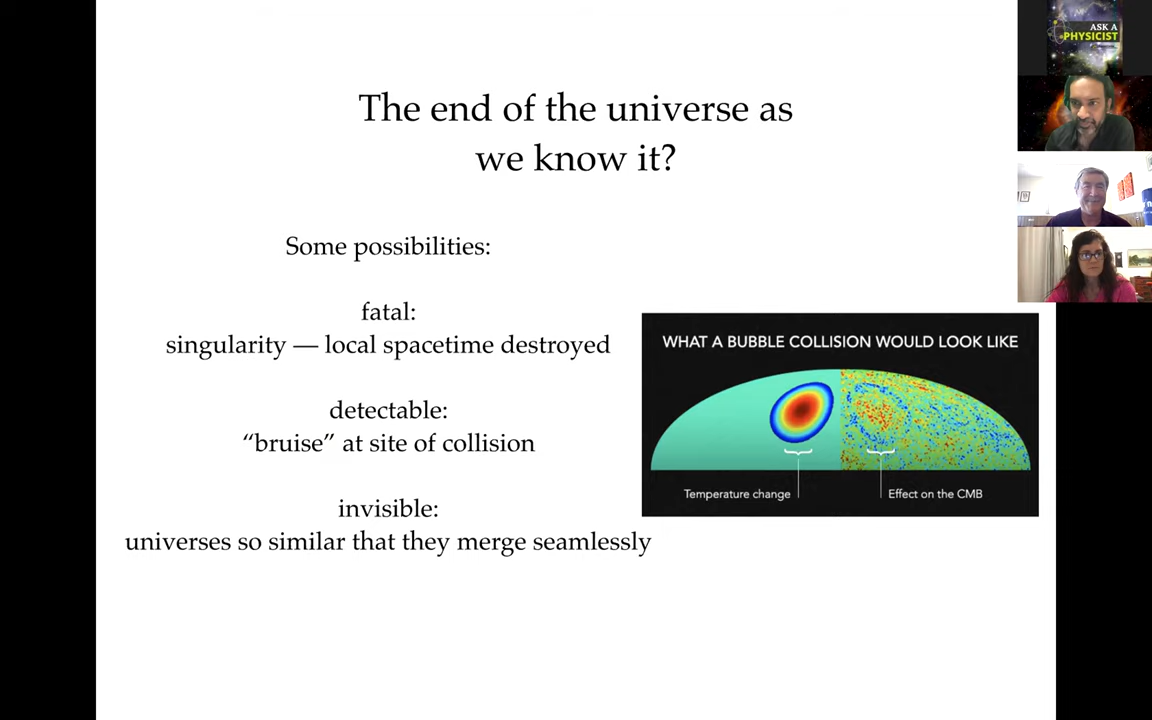 The end of the universe as
we know it?
Some possibilities:
fatal:
singularity — local spacetime destroyed
detectable:
“bruise” at site of collision
invisible:
universes so similar that they merge seamlessly
WHAT A BUBBLE COLLISION WOULD LOOK LIKE
Temperature change
Effect on the CMB
ASK A
PHYSICIST